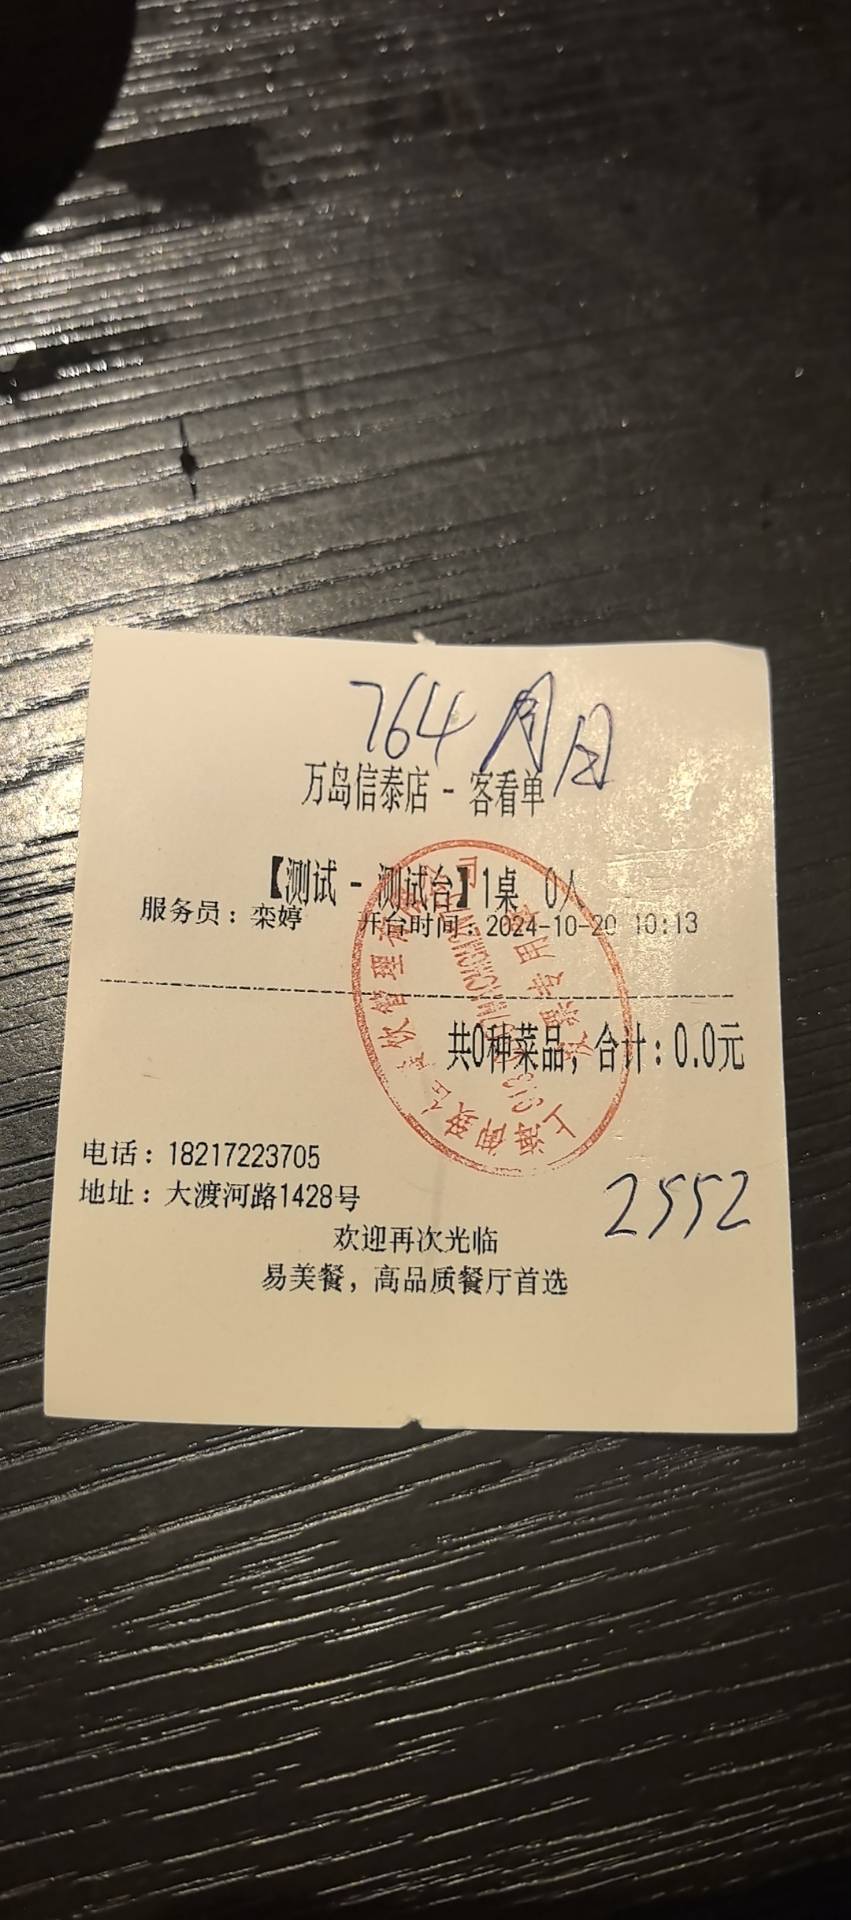 764 周日
万岛信泰店 - 客看单
【测试 - 测试台】1桌 0人
服务员：栾婷 开台时间：2024-10-20 10:13
共0种菜品，合计：0.0元
电话：18217223705
地址：大渡河路1428号
2552
欢迎再次光临
易美餐，高品质餐厅首选